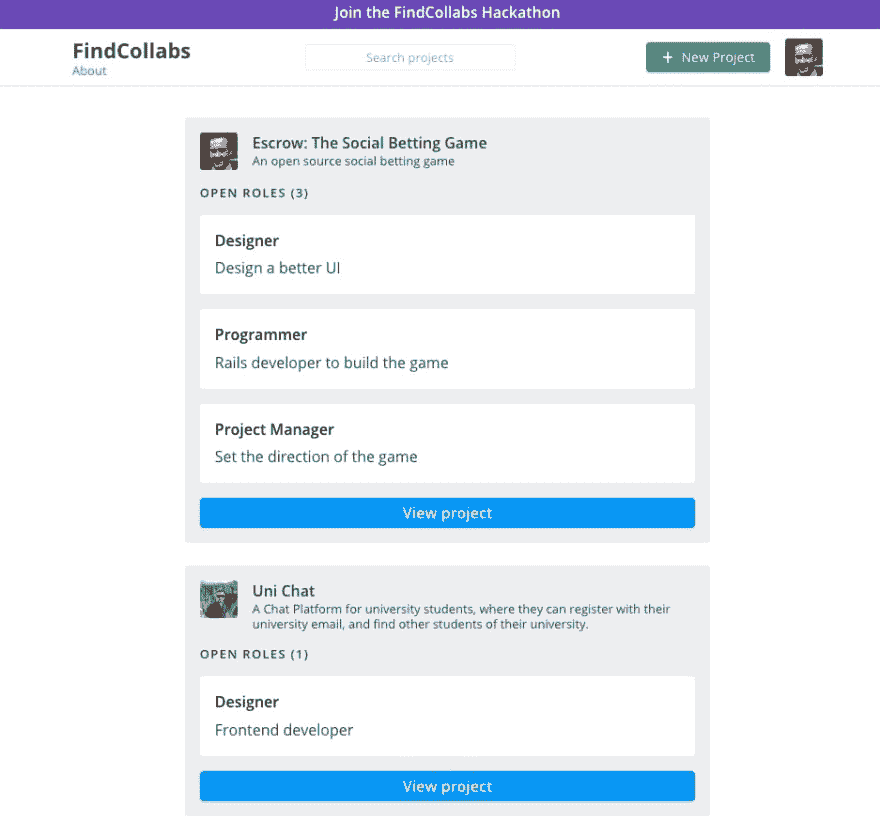 Join the FindCollabs Hackathon
FindCollabs
About
Search projects
+ New Project
Escrow: The Social Betting Game
An open source social betting game
OPEN ROLES (3)
Designer
Design a better UI
Programmer
Rails developer to build the game
Project Manager
Set the direction of the game
View project
Uni Chat
A Chat Platform for university students, where they can register with their
university email, and find other students of their university.
OPEN ROLES (1)
Designer
Frontend developer
View project